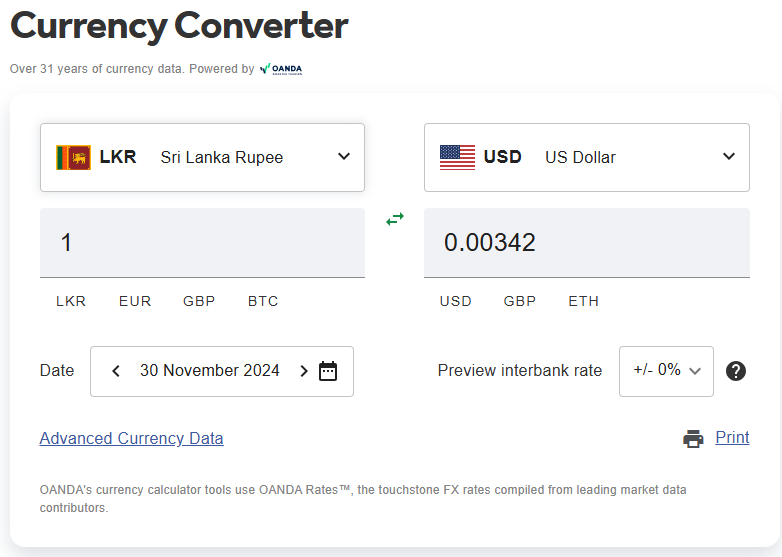 Currency Converter
Over 31 years of currency data. Powered by OANDA
LKR Sri Lanka Rupee
USD US Dollar
1
0.00342
LKR EUR GBP BTC
USD GBP ETH
Date 30 November 2024
Preview interbank rate +/- 0% ?
Advanced Currency Data
Print
OANDA's currency calculator tools use OANDA Rates™, the touchstone FX rates compiled from leading market data
contributors.